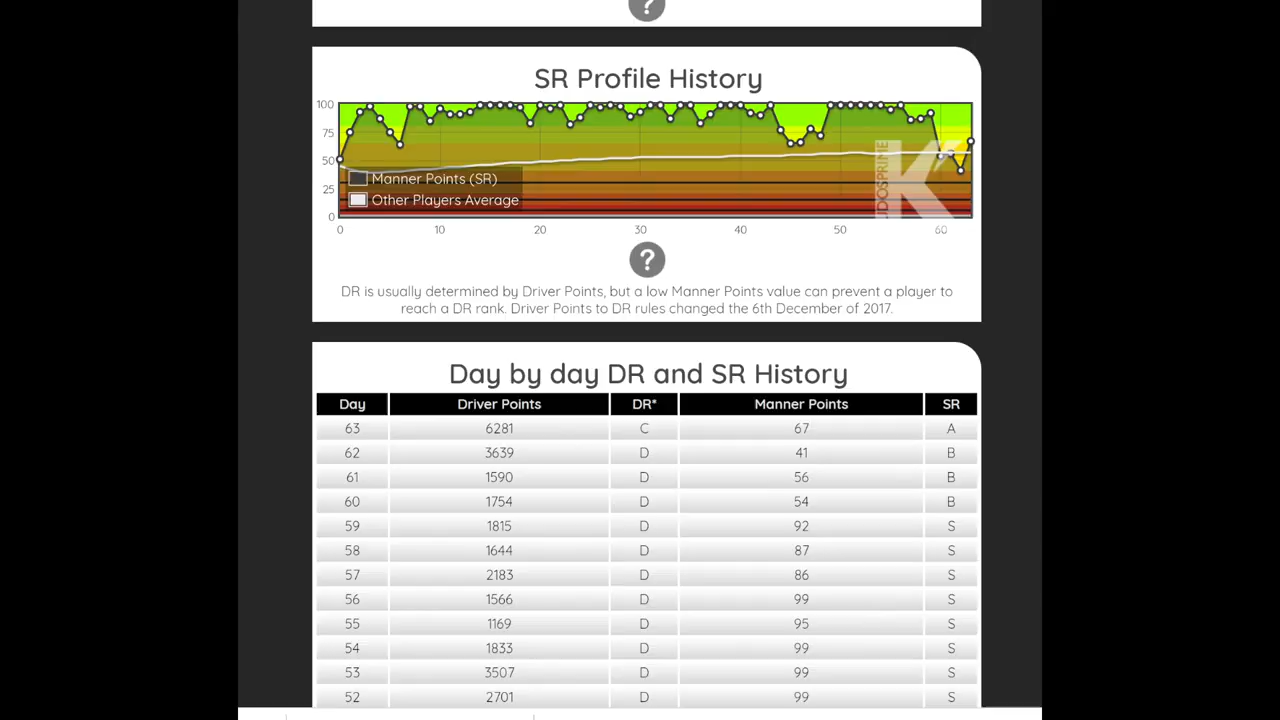 ?
SR Profile History
100
75
50
25
0
Manner Points (SR)
Other Players Average
UDOSPRIME
K
0 10 20 30 40 50 60
?
DR is usually determined by Driver Points, but a low Manner Points value can prevent a player to
reach a DR rank. Driver Points to DR rules changed the 6th December of 2017.
Day by day DR and SR History
Day Driver Points DR* Manner Points SR
63 6281 C 67 A
62 3639 D 41 B
61 1590 D 56 B
60 1754 D 54 B
59 1815 D 92 S
58 1644 D 87 S
57 2183 D 86 S
56 1566 D 99 S
55 1169 D 95 S
54 1833 D 99 S
53 3507 D 99 S
52 2701 D 99 S